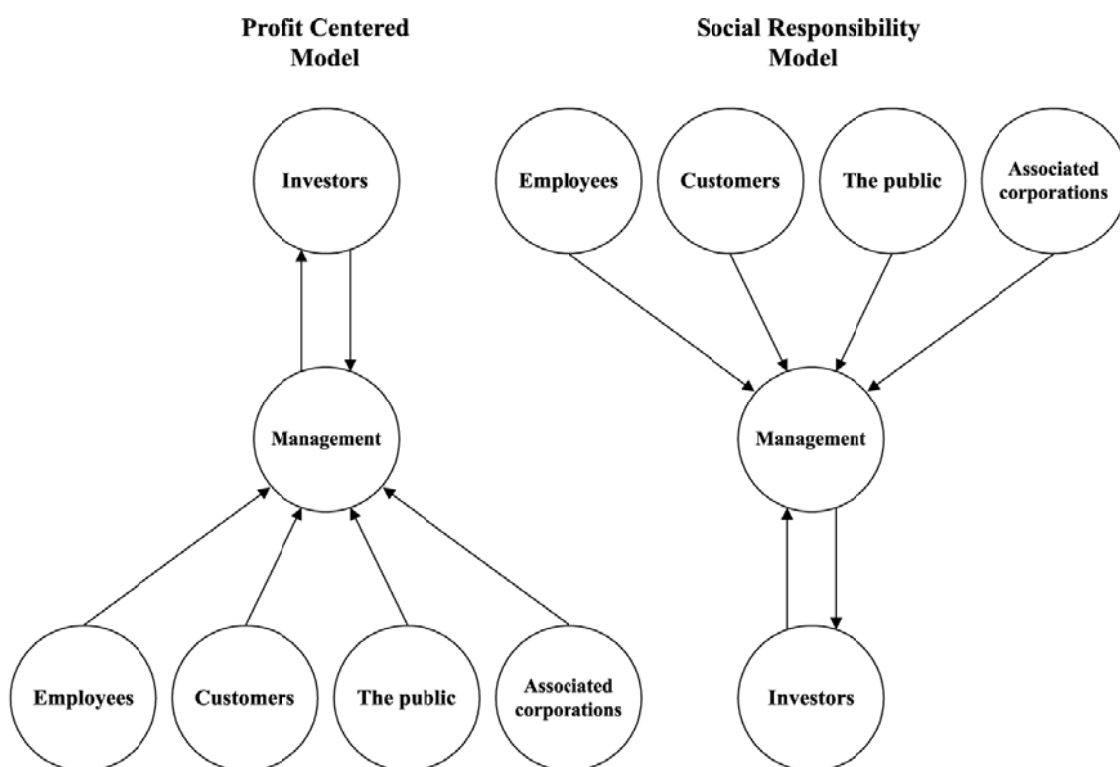 Profit Centered
Model
Social Responsibility
Model
Investors
Employees
Customers
The public
Associated
corporations
Management
Management
Employees
Customers
The public
Associated
corporations
Investors